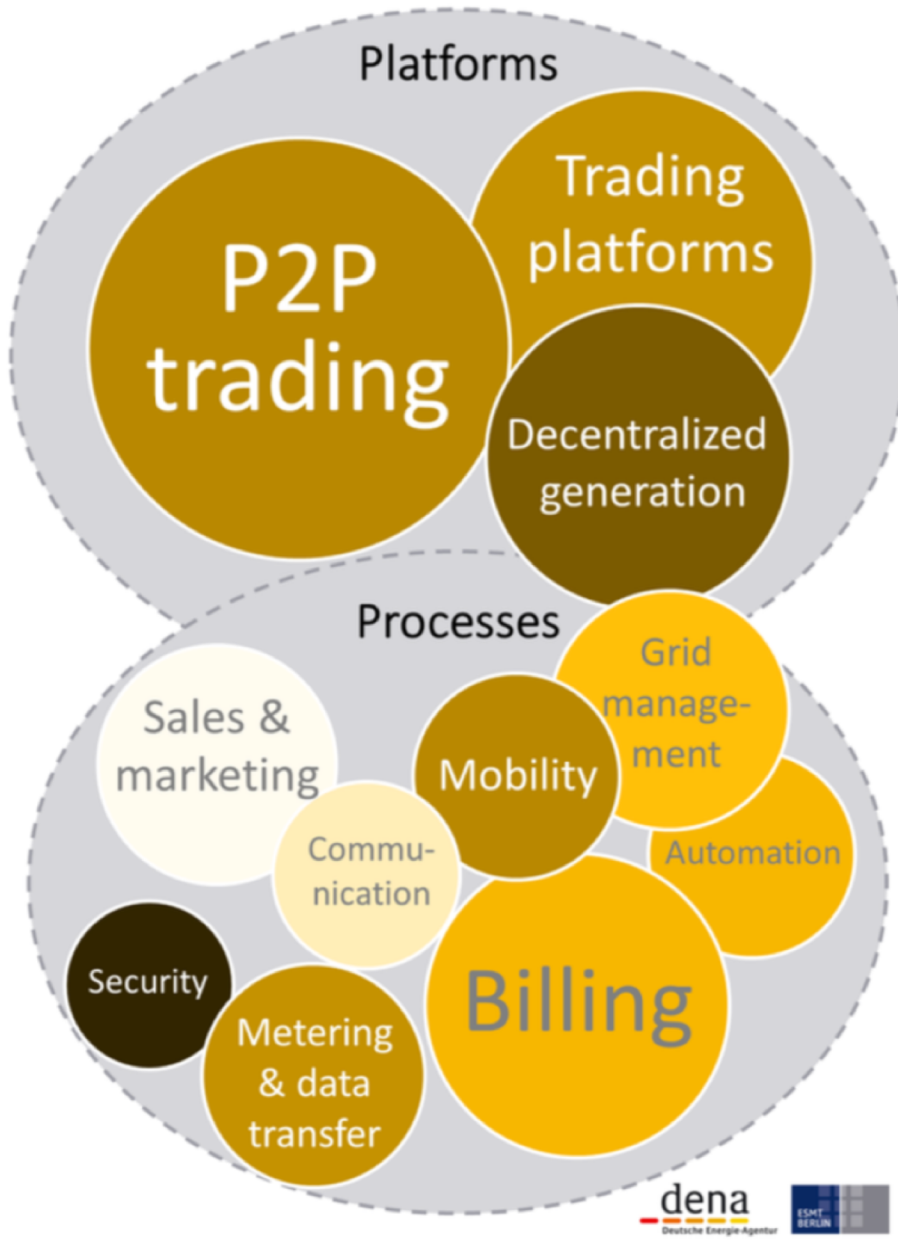 Platforms
P2P
trading
Trading
platforms
Decentralized
generation
Processes
Sales &
marketing
Mobility
Grid
manage-
ment
Commu-
nication
Automation
Security
Metering
& data
transfer
Billing
dena
Deutsche Energie-Agentur
ESMT
BERLIN